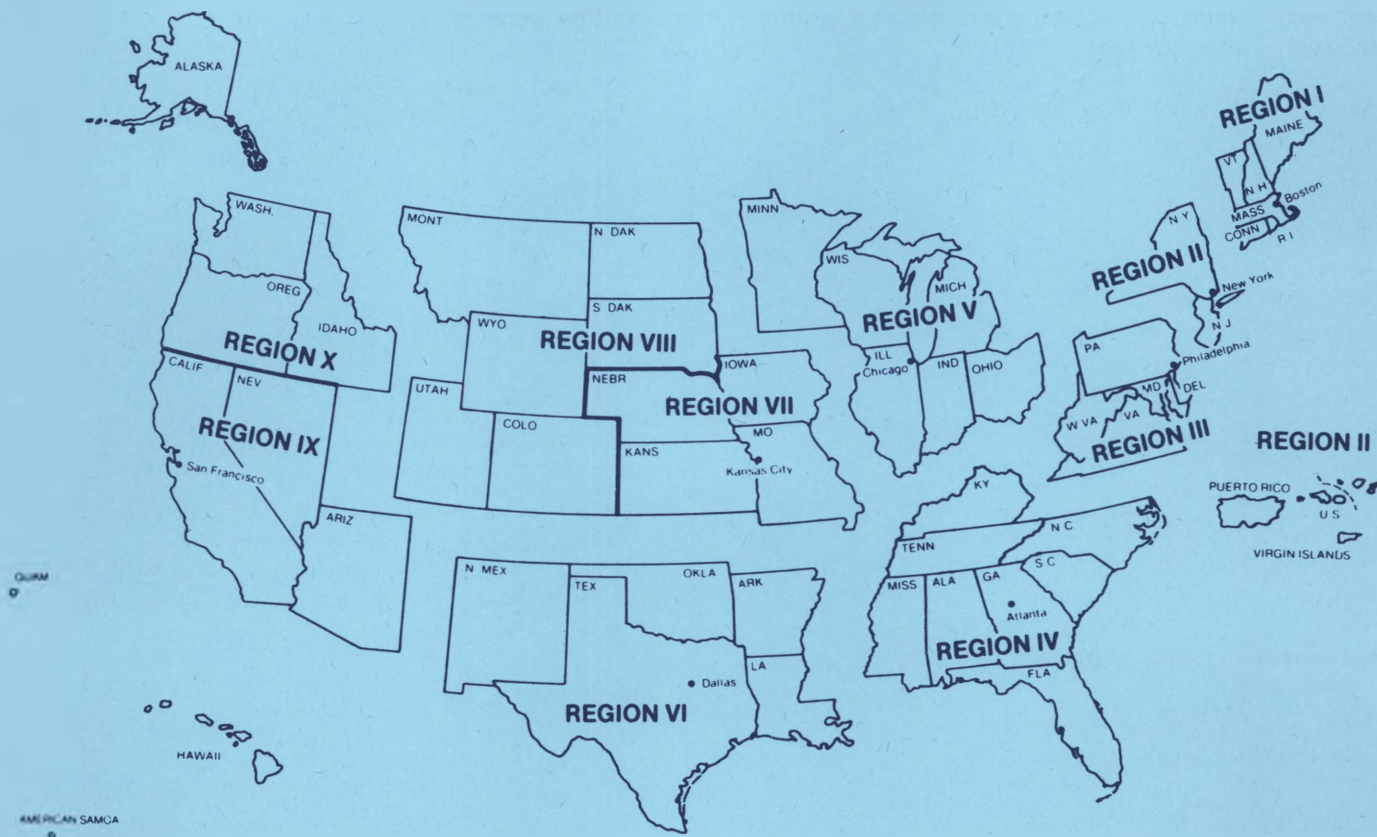 ALASKA
REGION I
MAINE
VT
N H
Boston
MASS
CONN
R I
WASH.
MONT
N DAK
MINN
N Y
OREG
S DAK
WIS
MICH
REGION II
New York
IDAHO
WYO
REGION V
N J
REGION X
REGION VIII
PA
Philadelphia
CALIF
NEV
UTAH
NEBR
IOWA
ILL
Chicago
IND
OHIO
MD
DEL
REGION VII
W VA
VA
REGION IX
COLO
MO
REGION III
REGION II
San Francisco
KANS
Kansas City
KY
PUERTO RICO
U S
VIRGIN ISLANDS
ARIZ
N C
TENN
N MEX
OKLA
S C
GUAM
TEX
ARK
MISS
ALA
GA
Atlanta
REGION IV
LA
FLA
Dallas
REGION VI
HAWAII
AMERICAN SAMOA